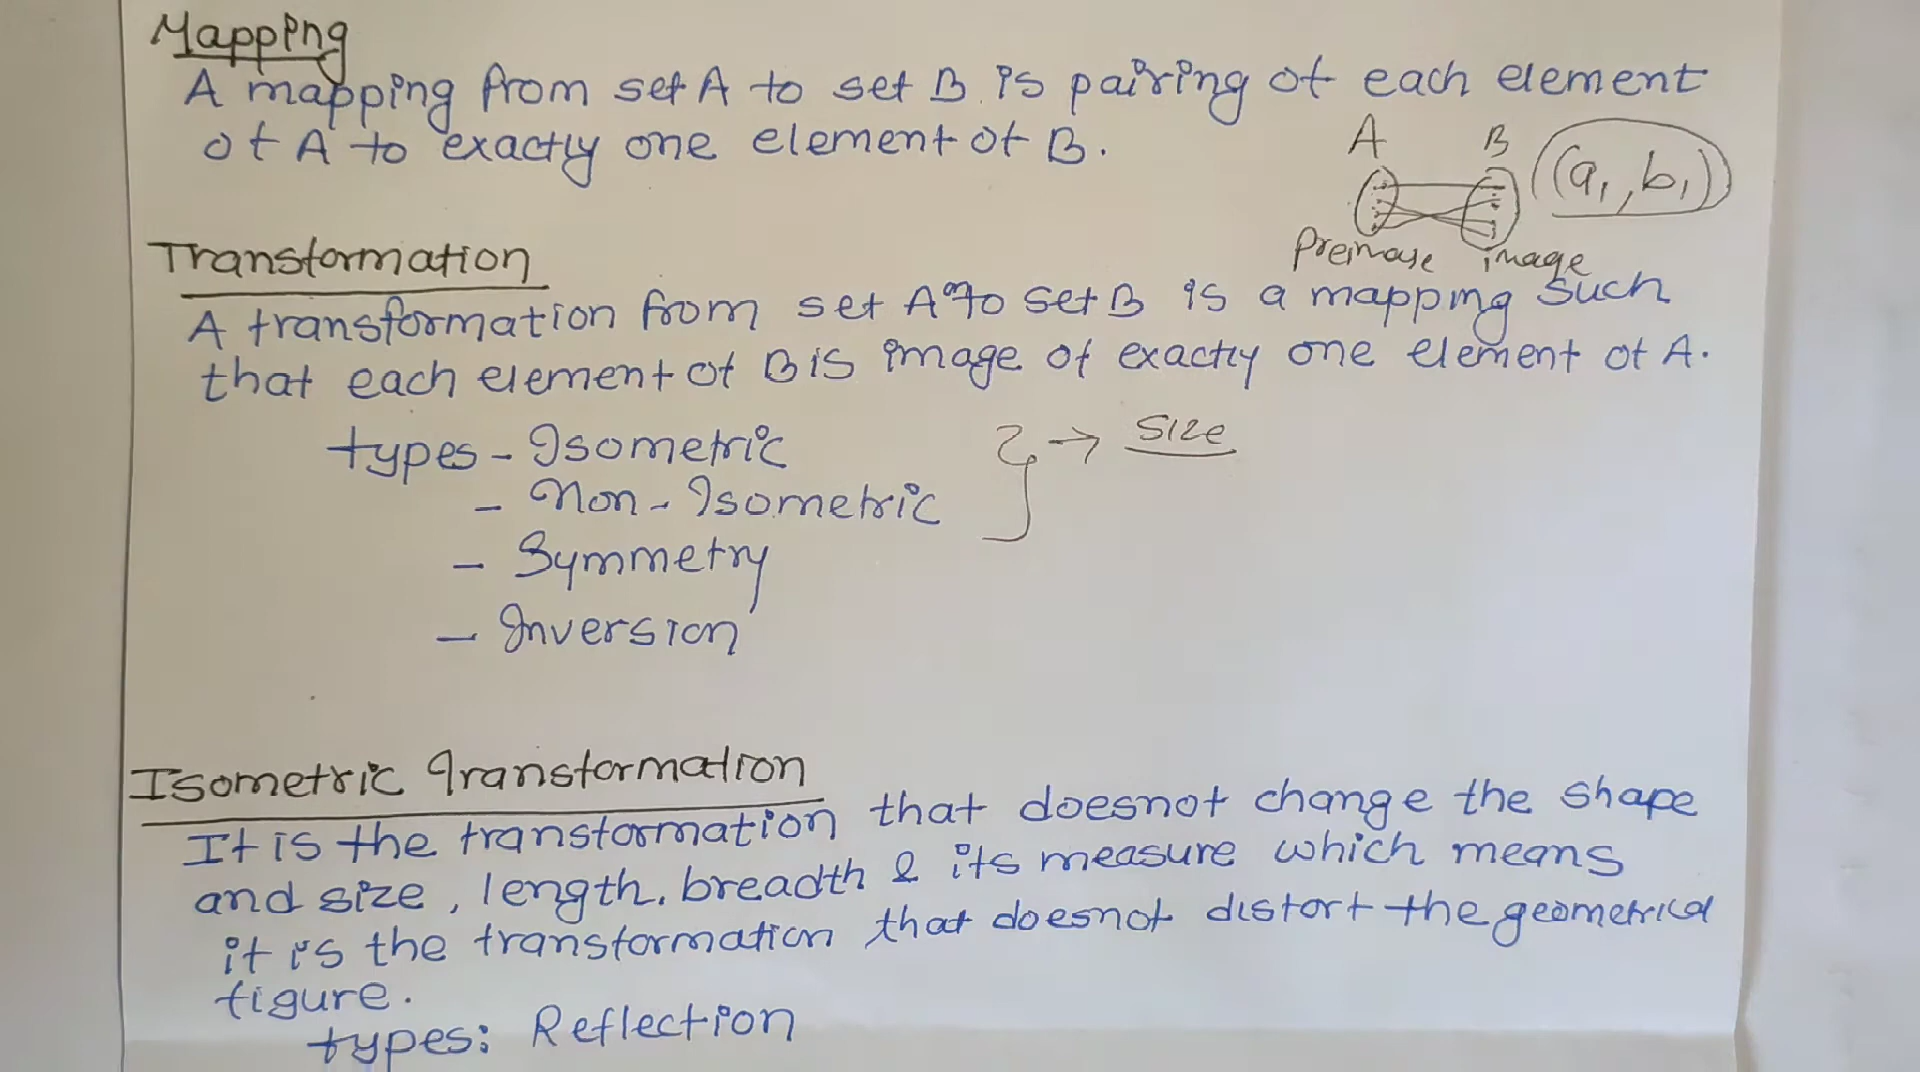 Mapping
A mapping from set A to set B is pairing of each element
of A to exactly one element of B.
A B (a₁, b₁)
Preimage image
Transformation
A transformation from set A to set B is a mapping such
that each element of B is image of exactly one element of A.
types - Isometric
- Non - Isometric
→ size
- Symmetry
- Inversion
Isometric Transformation
It is the transformation that doesnot change the shape
and size, length, breadth & its measure which means
it is the transformation that doesnot distort the geometrical
figure.
types: Reflection